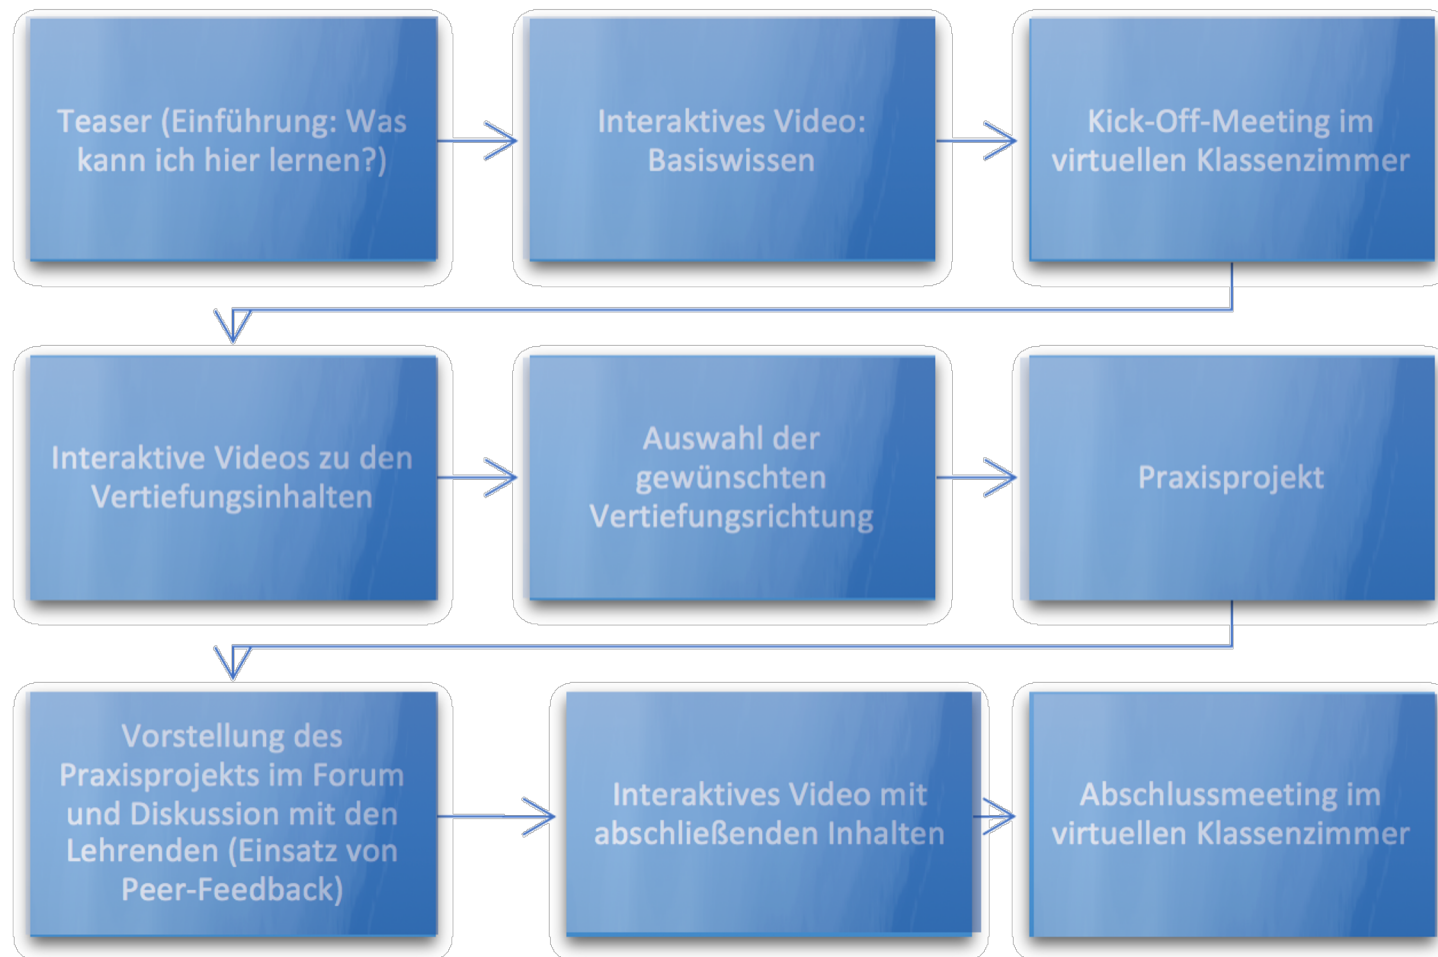 Teaser (Einführung: Was
kann ich hier lernen?)
Interaktives Video:
Basiswissen
Kick-Off-Meeting im
virtuellen Klassenzimmer
Interaktive Videos zu den
Vertiefungsinhalten
Auswahl der
gewünschten
Vertiefungsrichtung
Praxisprojekt
Vorstellung des
Praxisprojekts im Forum
und Diskussion mit den
Lehrenden (Einsatz von
Peer-Feedback)
Interaktives Video mit
abschließenden Inhalten
Abschlussmeeting im
virtuellen Klassenzimmer